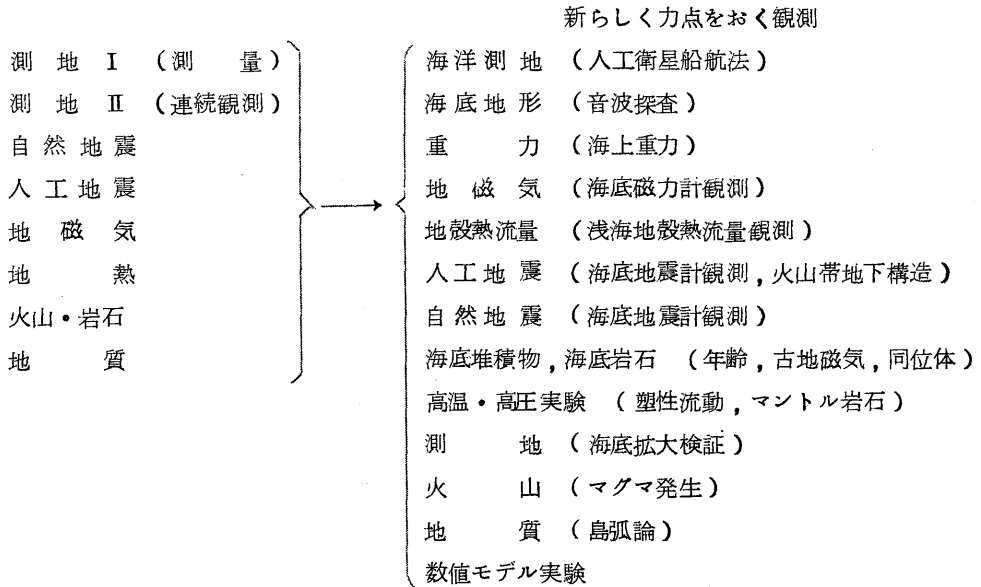 新らしく力点をおく観測
測地Ⅰ (測量)
測地Ⅱ (連続観測)
自然地震
人工地震
地磁気
地熱
火山・岩石
地質
海洋測地 (人工衛星船航法)
海底地形 (音波探査)
重力 (海上重力)
地磁気 (海底磁力計観測)
地殻熱流量 (浅海地殻熱流量観測)
人工地震 (海底地震計観測,火山帯地下構造)
自然地震 (海底地震計観測)
海底堆積物,海底岩石 (年齢,古地磁気,同位体)
高温・高圧実験 (塑性流動,マントル岩石)
測地 (海底拡大検証)
火山 (マグマ発生)
地質 (島弧論)
数値モデル実験